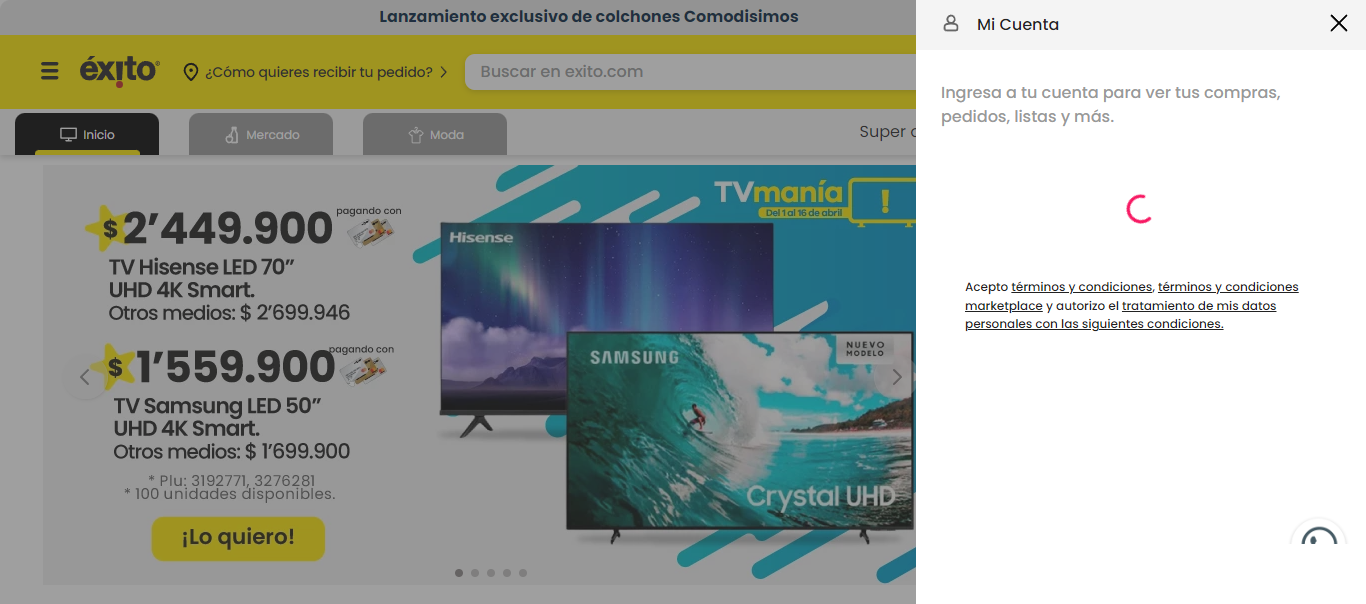 Lanzamiento exclusivo de colchones Comodisimos
éxito
¿Cómo quieres recibir tu pedido?
Buscar en exito.com
Inicio
Mercado
Moda
Super
TVmanía
Del 1 al 16 de abril
$2’449.900
pagando con
TV Hisense LED 70”
UHD 4K Smart.
Otros medios: $ 2’699.946
$1’559.900
pagando con
TV Samsung LED 50”
UHD 4K Smart.
Otros medios: $ 1’699.900
* Plu: 3192771, 3276281
* 100 unidades disponibles.
¡Lo quiero!
Hisense
SAMSUNG
NUEVO
MODELO
Crystal UHD
Mi Cuenta
Ingresa a tu cuenta para ver tus compras,
pedidos, listas y más.
Acepto términos y condiciones, términos y condiciones
marketplace y autorizo el tratamiento de mis datos
personales con las siguientes condiciones.